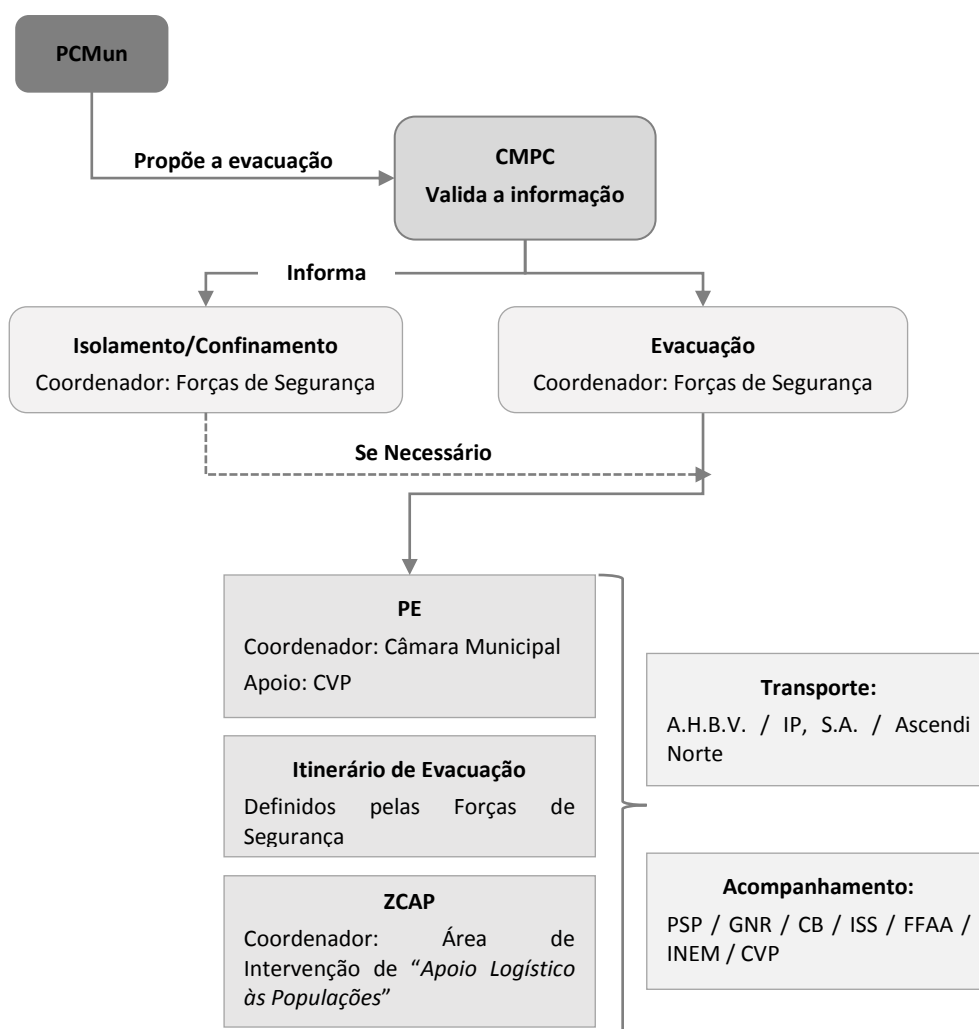 PCMun
Propõe a evacuação
CMPC
Valida a informação
Informa
Isolamento/Confinamento
Coordenador: Forças de Segurança
Evacuação
Coordenador: Forças de Segurança
Se Necessário
PE
Coordenador: Câmara Municipal
Apoio: CVP
Itinerário de Evacuação
Definidos pelas Forças de
Segurança
ZCAP
Coordenador: Área de
Intervenção de “Apoio Logístico
às Populações”
Transporte:
A.H.B.V. / IP, S.A. / Ascendi
Norte
Acompanhamento:
PSP / GNR / CB / ISS / FFAA /
INEM / CVP